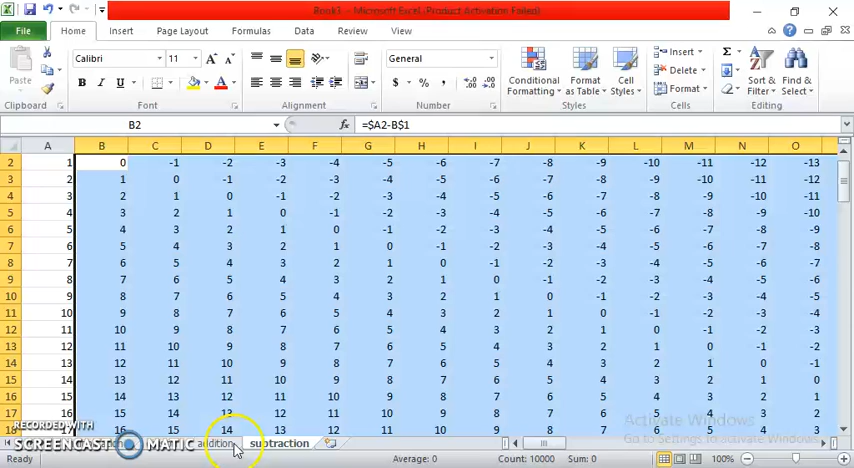 Book1 - Microsoft Excel (Product Activation Failed)
File Home Insert Page Layout Formulas Data Review View
Paste
Calibri 11 General
B I U
Conditional Formatting
Format as Table
Cell Styles
Insert
Delete
Format
Sort & Filter
Find & Select
Clipboard Font Alignment Number Styles Cells Editing
B2 fx =$A2-B$1
A B C D E F G H I J K L M N O
2 1 0 -1 -2 -3 -4 -5 -6 -7 -8 -9 -10 -11 -12 -13
3 2 1 0 -1 -2 -3 -4 -5 -6 -7 -8 -9 -10 -11 -12
4 3 2 1 0 -1 -2 -3 -4 -5 -6 -7 -8 -9 -10 -11
5 4 3 2 1 0 -1 -2 -3 -4 -5 -6 -7 -8 -9 -10
6 5 4 3 2 1 0 -1 -2 -3 -4 -5 -6 -7 -8 -9
7 6 5 4 3 2 1 0 -1 -2 -3 -4 -5 -6 -7 -8
8 7 6 5 4 3 2 1 0 -1 -2 -3 -4 -5 -6 -7
9 8 7 6 5 4 3 2 1 0 -1 -2 -3 -4 -5 -6
10 9 8 7 6 5 4 3 2 1 0 -1 -2 -3 -4 -5
11 10 9 8 7 6 5 4 3 2 1 0 -1 -2 -3 -4
12 11 10 9 8 7 6 5 4 3 2 1 0 -1 -2 -3
13 12 11 10 9 8 7 6 5 4 3 2 1 0 -1 -2
14 13 12 11 10 9 8 7 6 5 4 3 2 1 0 -1
15 14 13 12 11 10 9 8 7 6 5 4 3 2 1 0
16 15 14 13 12 11 10 9 8 7 6 5 4 3 2 1
17 16 15 14 13 12 11 10 9 8 7 6 5 4 3 2
18 17 16 15 14 13 12 11 10 9 8 7 6 5 4 3
RECORDED WITH
SCREENCAST MATIC
addition subtraction
Activate Windows
Go to Settings to activate Windows.
Ready Average: 0 Count: 10000 Sum: 0 100%